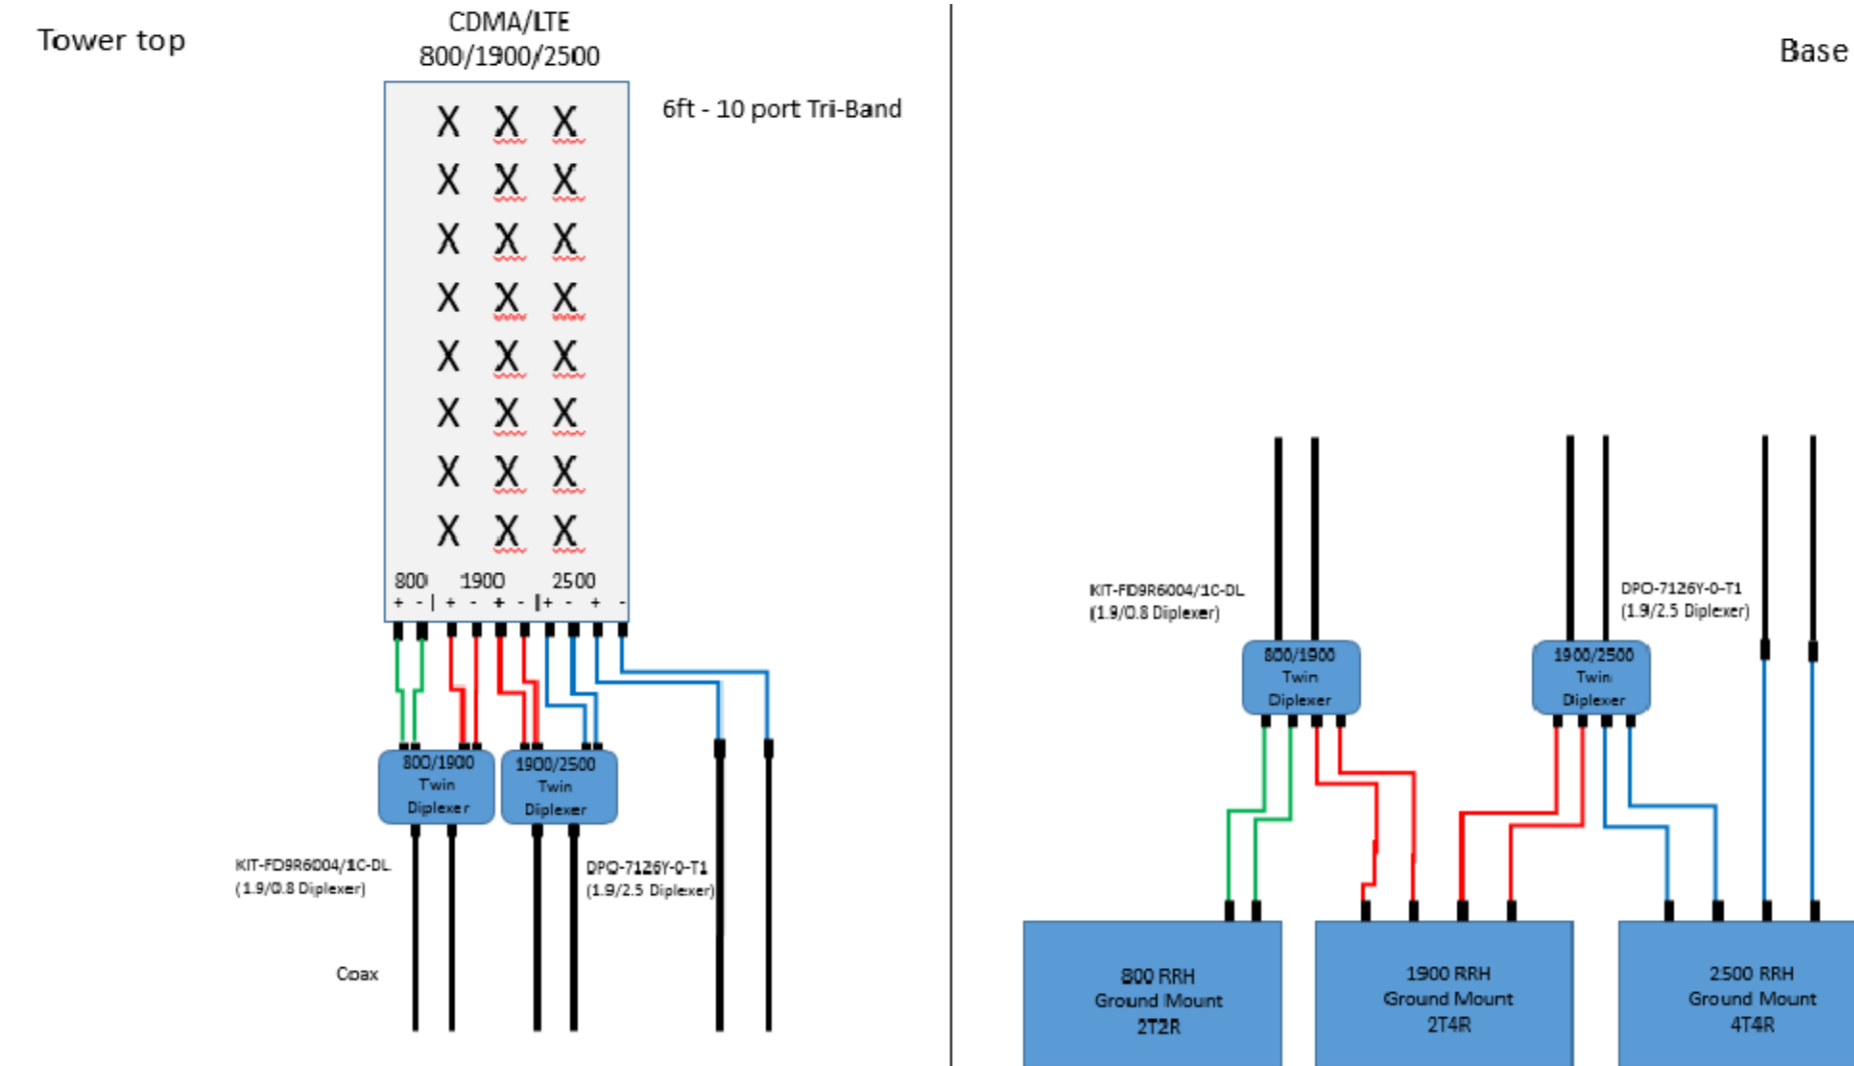 Tower top
CDMA/LTE
800/1900/2500
6ft - 10 port Tri-Band
X X X
X X X
X X X
X X X
X X X
X X X
X X X
X X X
800 1900 2500
+ - | + - + - | + - + -
800/1900
Twin
Diplexer
1900/2500
Twin
Diplexer
KIT-FD9R6004/1C-DL
(1.9/0.8 Diplexer)
DPO-7126Y-0-T1
(1.9/2.5 Diplexer)
Coax
Base
KIT-FD9R6004/1C-DL
(1.9/0.8 Diplexer)
DPO-7126Y-0-T1
(1.9/2.5 Diplexer)
800/1900
Twin
Diplexer
1900/2500
Twin
Diplexer
800 RRH
Ground Mount
2T2R
1900 RRH
Ground Mount
2T4R
2500 RRH
Ground Mount
4T4R